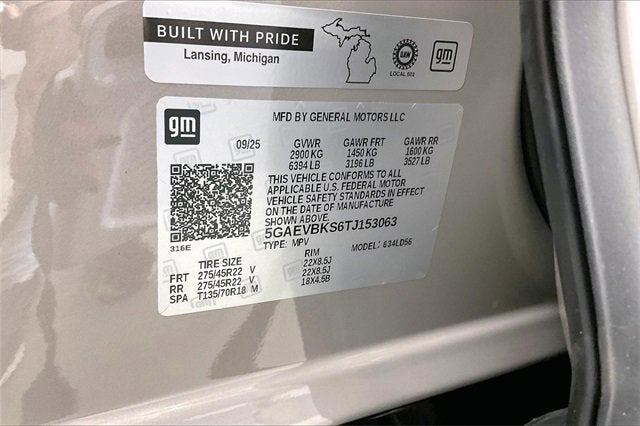 BUILT WITH PRIDE
Lansing, Michigan
UAW
LOCAL 602
gm
gm
MFD BY GENERAL MOTORS LLC
09/25 GVWR GAWR FRT GAWR RR
2900 KG 1450 KG 1600 KG
6394 LB 3196 LB 3527 LB
THIS VEHICLE CONFORMS TO ALL
APPLICABLE U.S. FEDERAL MOTOR
VEHICLE SAFETY STANDARDS IN EFFECT
ON THE DATE OF MANUFACTURE
SHOWN ABOVE.
5GAEVBKS6TJ153063
TYPE: MPV MODEL: 634LD56
316E
TIRE SIZE RIM
FRT 275/45R22 V 22X8.5J
RR 275/45R22 V 22X8.5J
SPA T135/70R18 M 18X4.5B